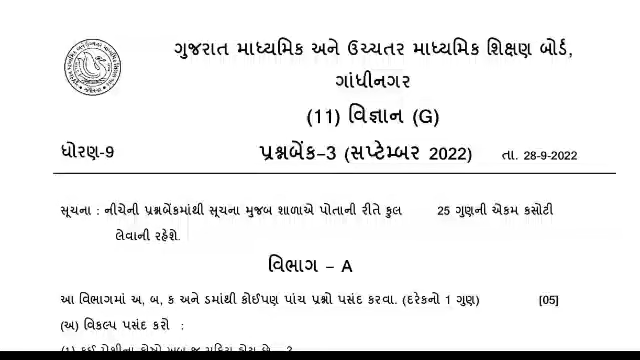 ગુજરાત માધ્યમિક અને ઉચ્ચતર માધ્યમિક શિક્ષણ બોર્ડ,
ગાંધીનગર
(11) વિજ્ઞાન (G)
ધોરણ-9 પ્રશ્નબેંક-3 (સપ્ટેમ્બર 2022) તા. 28-9-2022
સૂચના : નીચેની પ્રશ્નબેંકમાંથી સૂચના મુજબ શાળાએ પોતાની રીતે કુલ 25 ગુણની એકમ કસોટી
લેવાની રહેશે.
વિભાગ – A
આ વિભાગમાં અ, બ, ક અને ડમાંથી કોઈપણ પાંચ પ્રશ્નો પસંદ કરવા. (દરેકનો 1 ગુણ) [05]
(અ) વિકલ્પ પસંદ કરો :